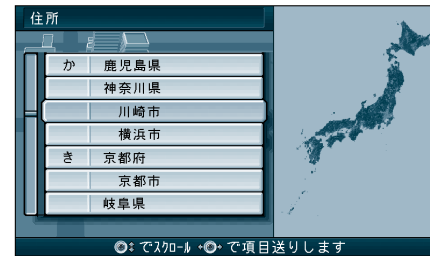 住所
か 鹿児島県
神奈川県
川崎市
横浜市
き 京都府
京都市
岐阜県
でｽｸﾛｰﾙ で項目送りします